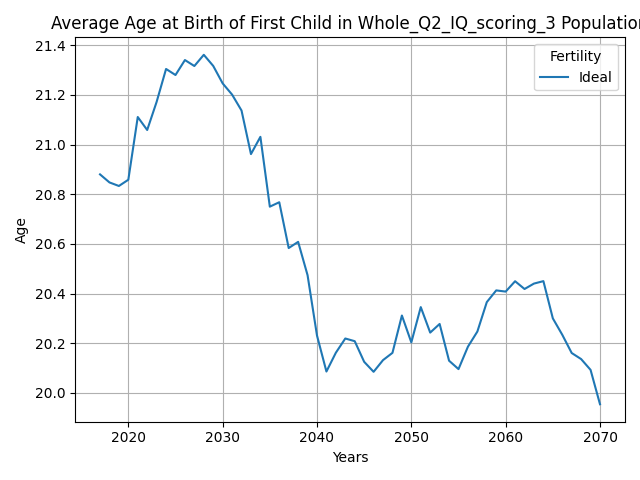 Average Age at Birth of First Child in Whole_Q2_IQ_scoring_3 Population
Fertility
Ideal
21.4
21.2
21.0
20.8
20.6
20.4
20.2
20.0
Age
2020 2030 2040 2050 2060 2070
Years